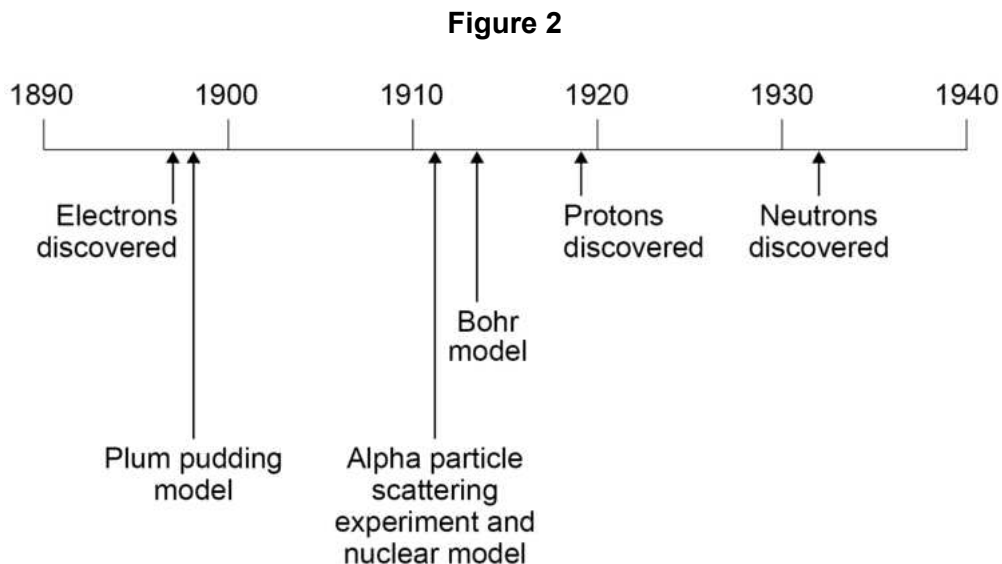 Figure 2
1890 1900 1910 1920 1930 1940
Electrons
discovered
Protons
discovered
Neutrons
discovered
Bohr
model
Plum pudding
model
Alpha particle
scattering
experiment and
nuclear model